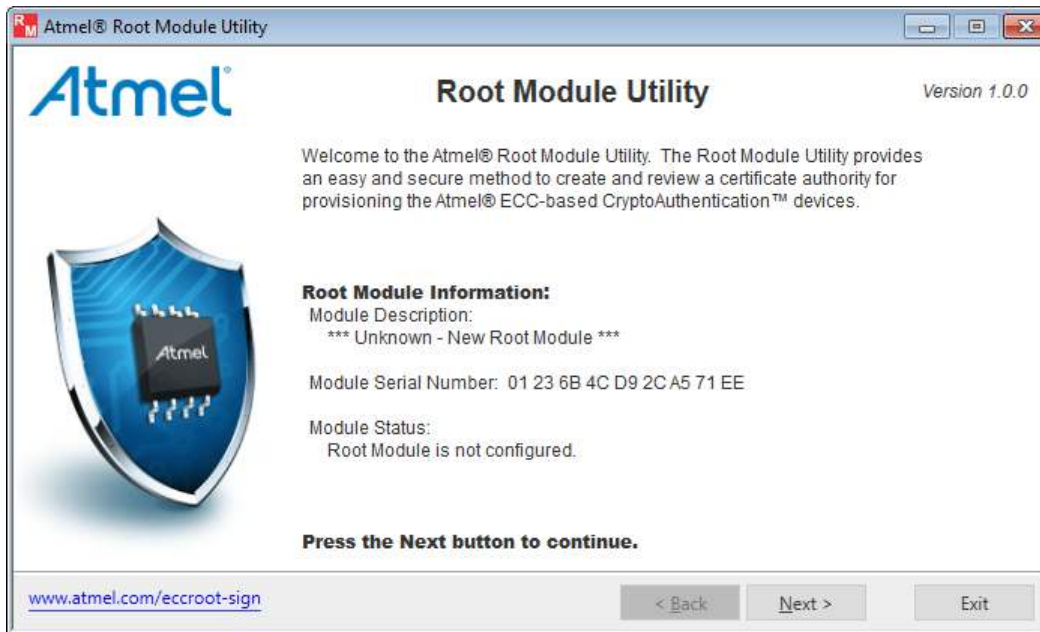 RM Atmel® Root Module Utility
Atmel®
Root Module Utility
Version 1.0.0
Welcome to the Atmel® Root Module Utility. The Root Module Utility provides
an easy and secure method to create and review a certificate authority for
provisioning the Atmel® ECC-based CryptoAuthentication™ devices.
Atmel
Root Module Information:
Module Description:
*** Unknown - New Root Module ***
Module Serial Number: 01 23 6B 4C D9 2C A5 71 EE
Module Status:
Root Module is not configured.
Press the Next button to continue.
www.atmel.com/eccroot-sign
< Back
Next >
Exit